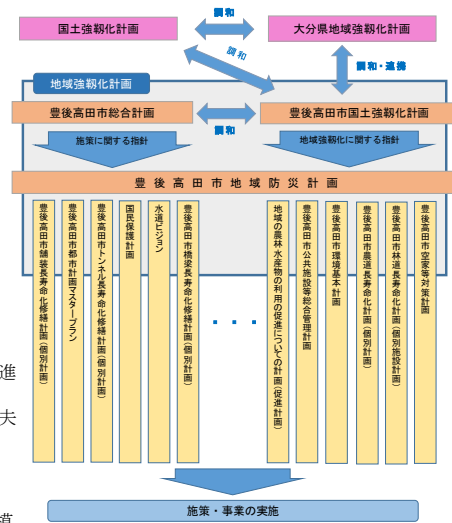 調和
国土強靭化計画
大分県地域強靭化計画
調和
調和・連携
地域強靭化計画
豊後高田市総合計画
豊後高田市国土強靭化計画
調和
施策に関する指針
地域強靭化に関する指針
豊後高田市地域防災計画
豊後高田市舗装長寿命化修繕計画(個別計画)
豊後高田市都市計画マスタープラン
豊後高田市トンネル長寿命化修繕計画(個別計画)
国民保護計画
水道ビジョン
豊後高田市橋梁長寿命化修繕計画(個別計画)
・・・
地域の農林水産物の利用の促進についての計画(促進計画)
豊後高田市公共施設等総合管理計画
豊後高田市環境基本計画
豊後高田市農道長寿命化計画(個別計画)
豊後高田市林道長寿命化計画(個別施設計画)
豊後高田市空家等対策計画
進
夫
施策・事業の実施